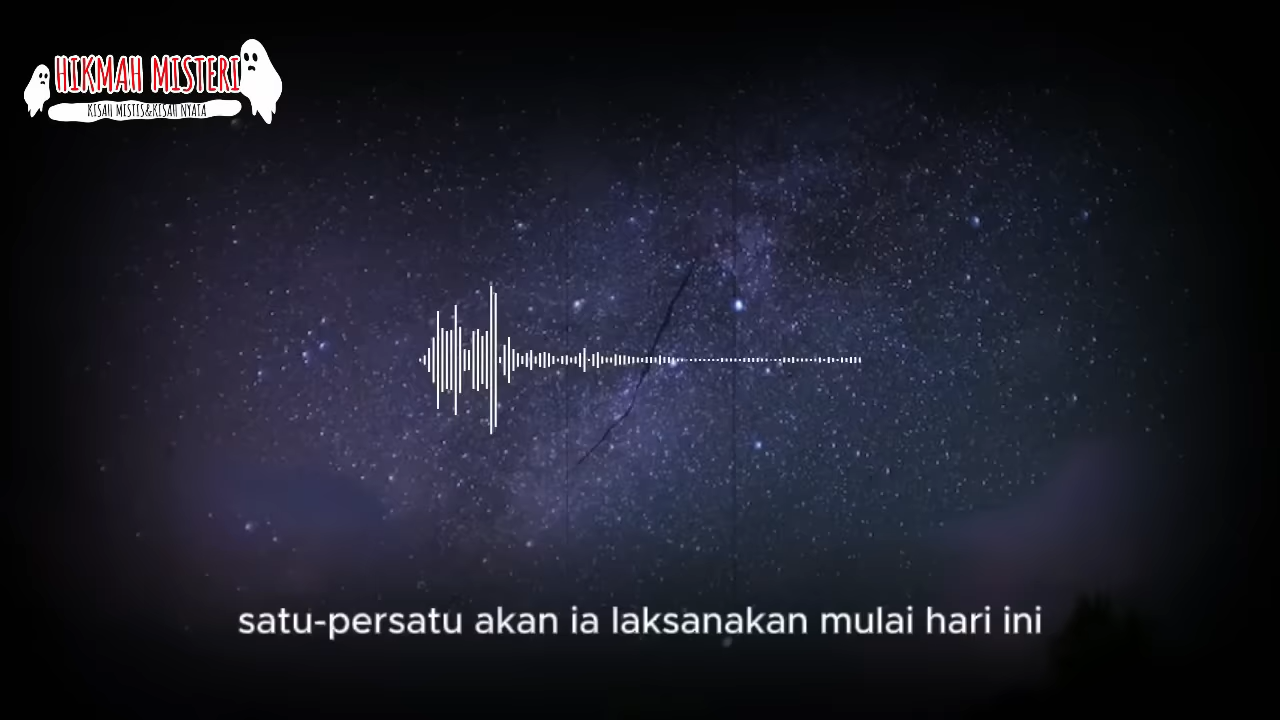 HIKMAH MISTERI
KISAH MISTIS&KISAH NYATA
satu-persatu akan ia laksanakan mulai hari ini